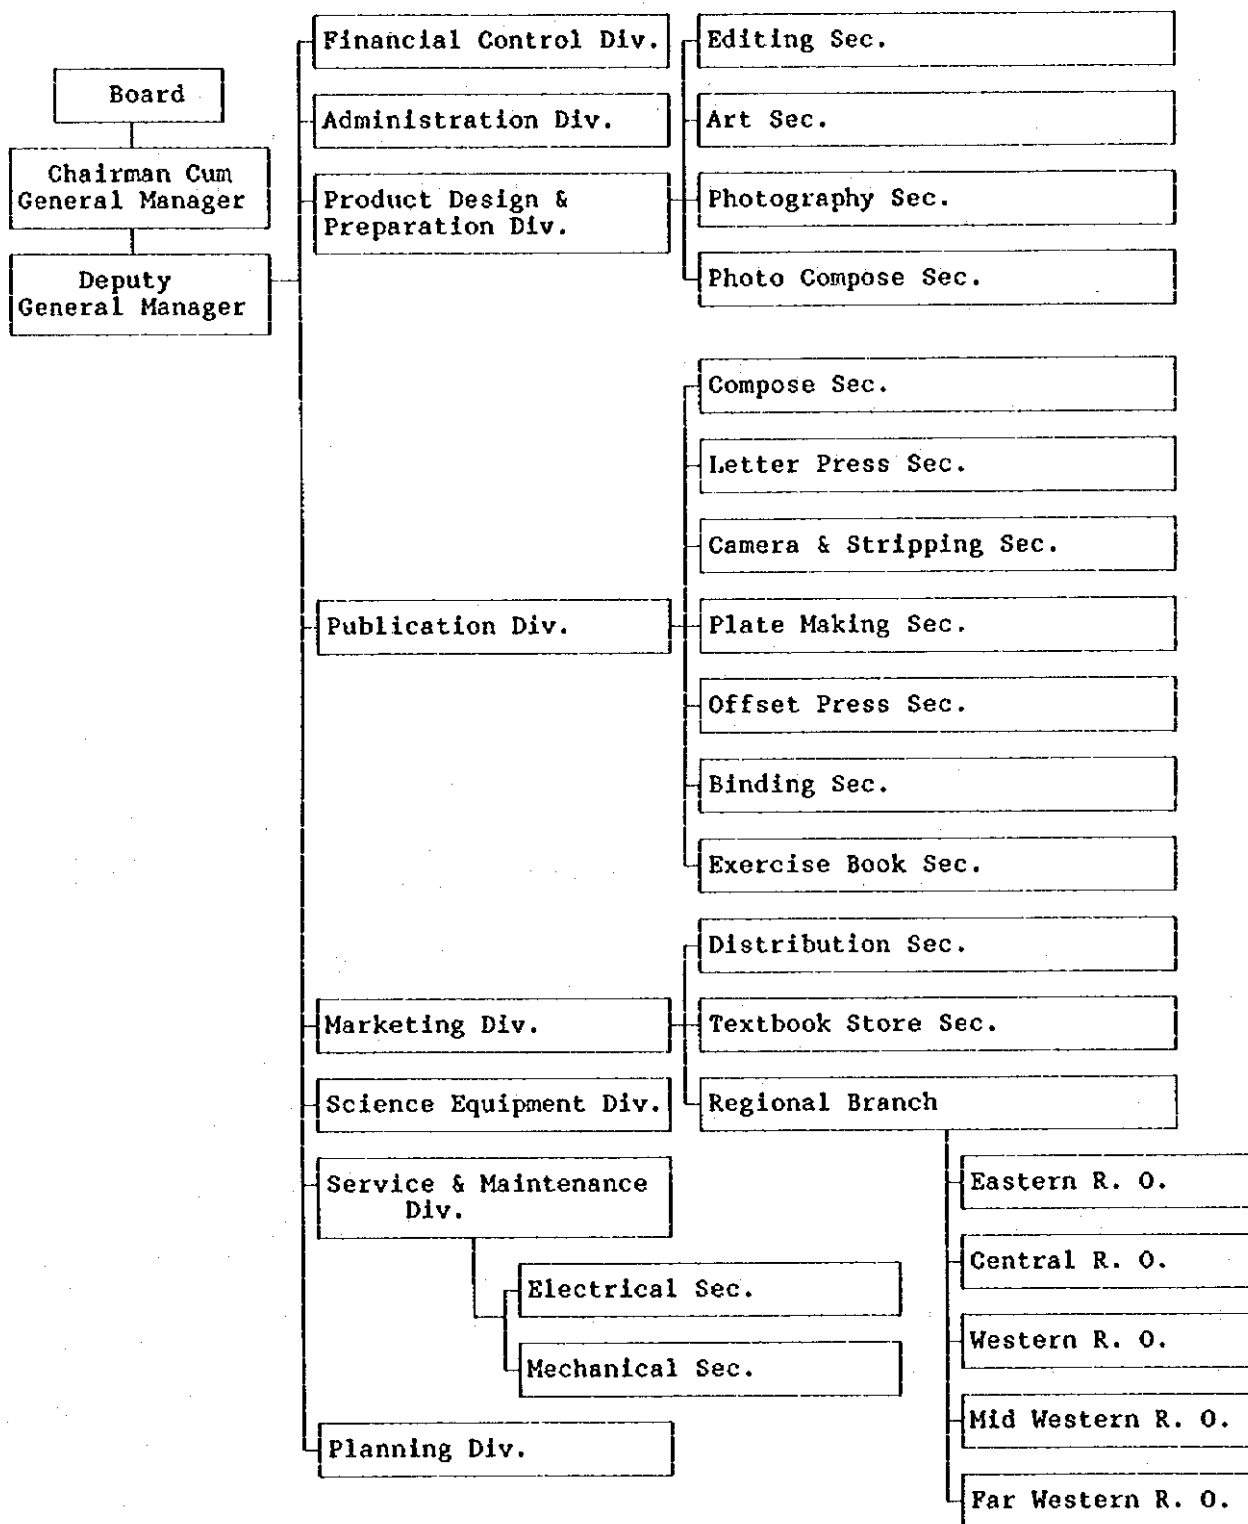 Board
Chairman Cum
General Manager
Deputy
General Manager
Financial Control Div.
Administration Div.
Product Design &
Preparation Div.
Editing Sec.
Art Sec.
Photography Sec.
Photo Compose Sec.
Publication Div.
Compose Sec.
Letter Press Sec.
Camera & Stripping Sec.
Plate Making Sec.
Offset Press Sec.
Binding Sec.
Exercise Book Sec.
Marketing Div.
Distribution Sec.
Textbook Store Sec.
Regional Branch
Eastern R. O.
Central R. O.
Western R. O.
Mid Western R. O.
Far Western R. O.
Science Equipment Div.
Service & Maintenance
Div.
Electrical Sec.
Mechanical Sec.
Planning Div.